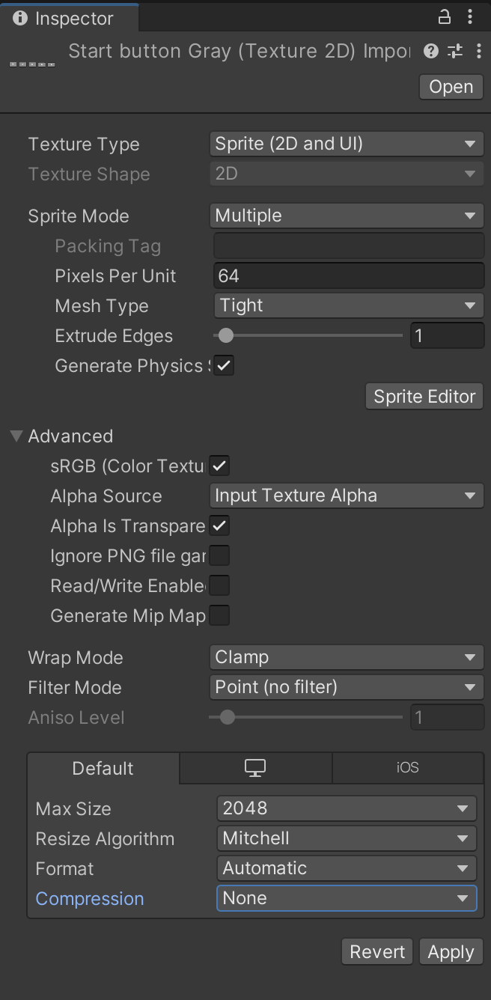 Inspector
Start button Gray (Texture 2D) Impor
Open
Texture Type Sprite (2D and UI)
Texture Shape 2D
Sprite Mode Multiple
Packing Tag
Pixels Per Unit 64
Mesh Type Tight
Extrude Edges 1
Generate Physics S
Sprite Editor
Advanced
sRGB (Color Textu
Alpha Source Input Texture Alpha
Alpha Is Transpare
Ignore PNG file gar
Read/Write Enable
Generate Mip Map
Wrap Mode Clamp
Filter Mode Point (no filter)
Aniso Level 1
Default iOS
Max Size 2048
Resize Algorithm Mitchell
Format Automatic
Compression None
Revert Apply